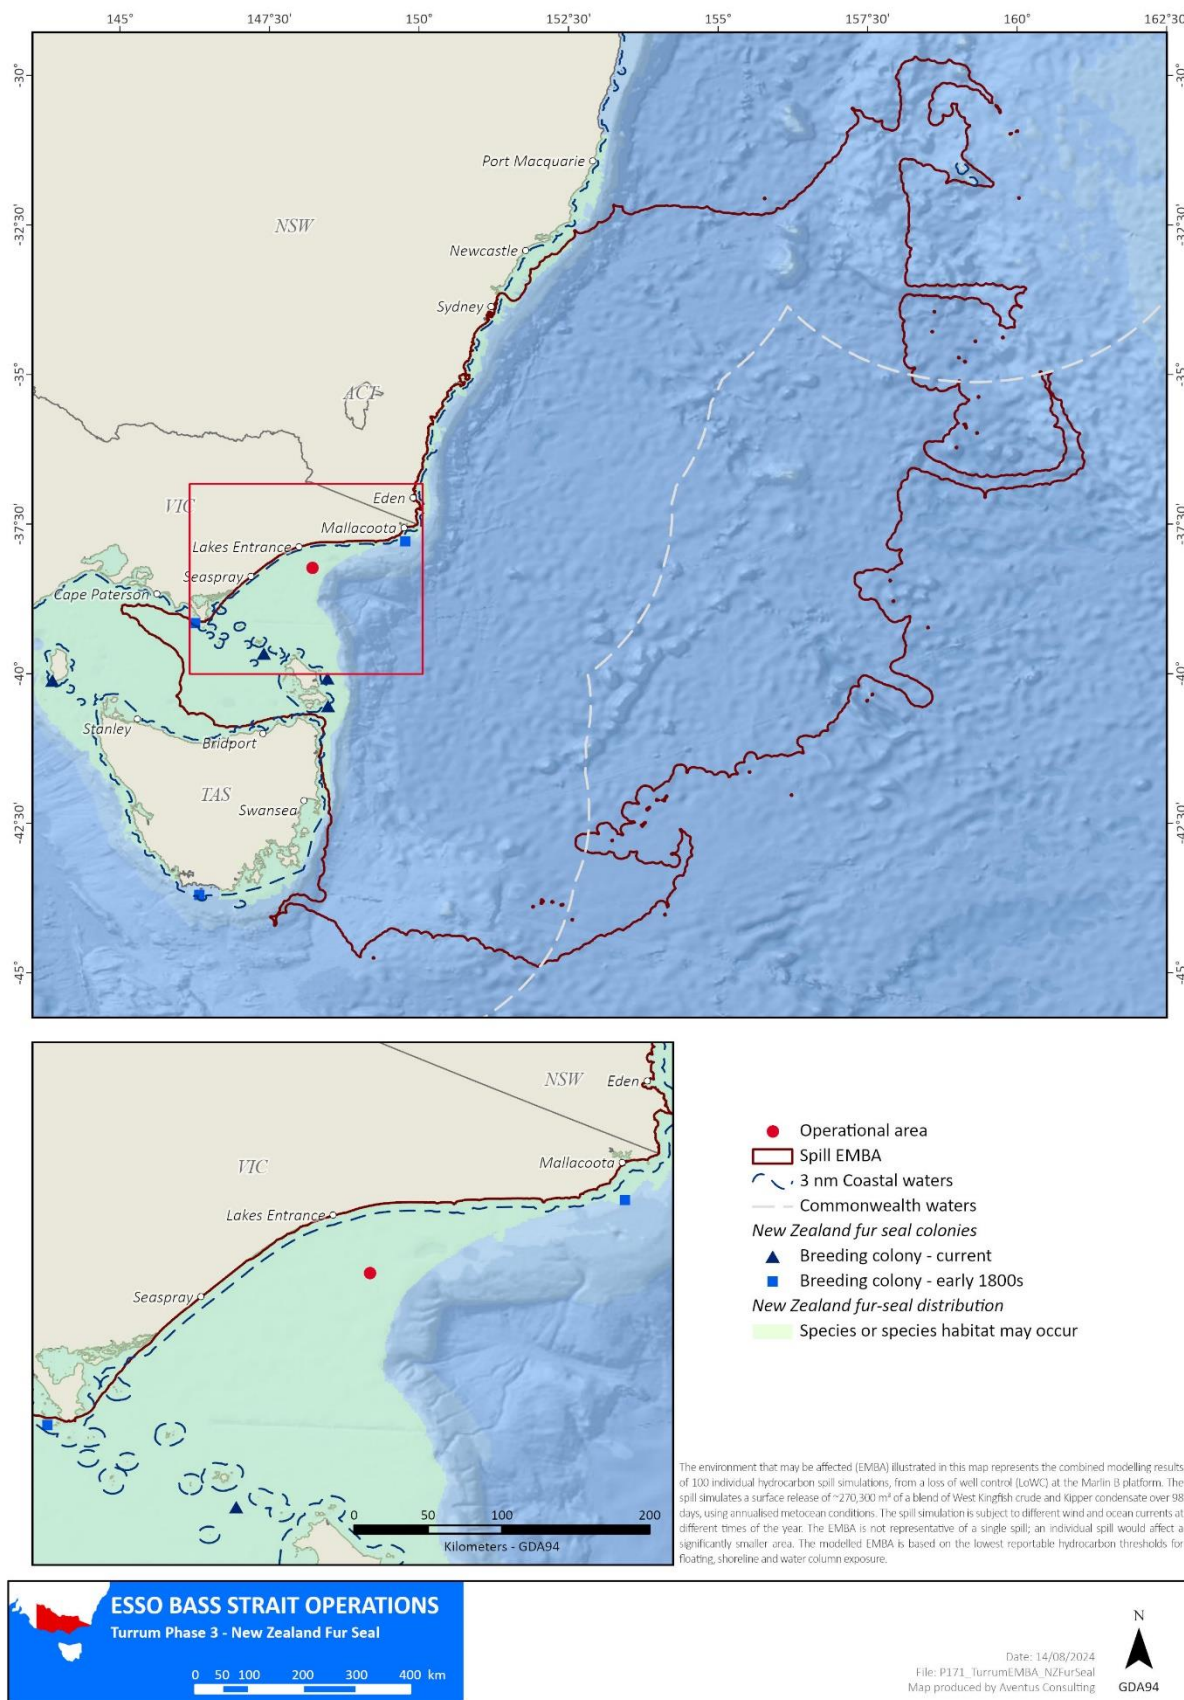 145° 147°30' 150° 152°30' 155° 157°30' 160° 162°30'
-30° -30°
Port Macquarie
NSW
-32°30' -32°30'
Newcastle
Sydney
-35° -35°
ACT
VIC
Eden
-37°30' -37°30'
Mallacoota
Lakes Entrance
Seaspray
Cape Paterson
-40° -40°
Stanley
Bridport
TAS
Swansea
-42°30' -42°30'
-45° -45°
NSW
Eden
VIC
Mallacoota
Lakes Entrance
Seaspray
0 50 100 200
Kilometers - GDA94
Operational area
Spill EMBA
3 nm Coastal waters
Commonwealth waters
New Zealand fur seal colonies
Breeding colony - current
Breeding colony - early 1800s
New Zealand fur-seal distribution
Species or species habitat may occur
The environment that may be affected (EMBA) illustrated in this map represents the combined modelling results
of 100 individual hydrocarbon spill simulations, from a loss of well control (LoWC) at the Marlin B platform. The
spill simulates a surface release of ~270,300 m³ of a blend of West Kingfish crude and Kipper condensate over 98
days, using annualised metocean conditions. The spill simulation is subject to different wind and ocean currents at
different times of the year. The EMBA is not representative of a single spill; an individual spill would affect a
significantly smaller area. The modelled EMBA is based on the lowest reportable hydrocarbon thresholds for
floating, shoreline and water column exposure.
ESSO BASS STRAIT OPERATIONS
Turrum Phase 3 - New Zealand Fur Seal
0 50 100 200 300 400 km
Date: 14/08/2024
File: P171_TurrumEMBA_NZFurSeal
Map produced by Aventus Consulting
N
GDA94